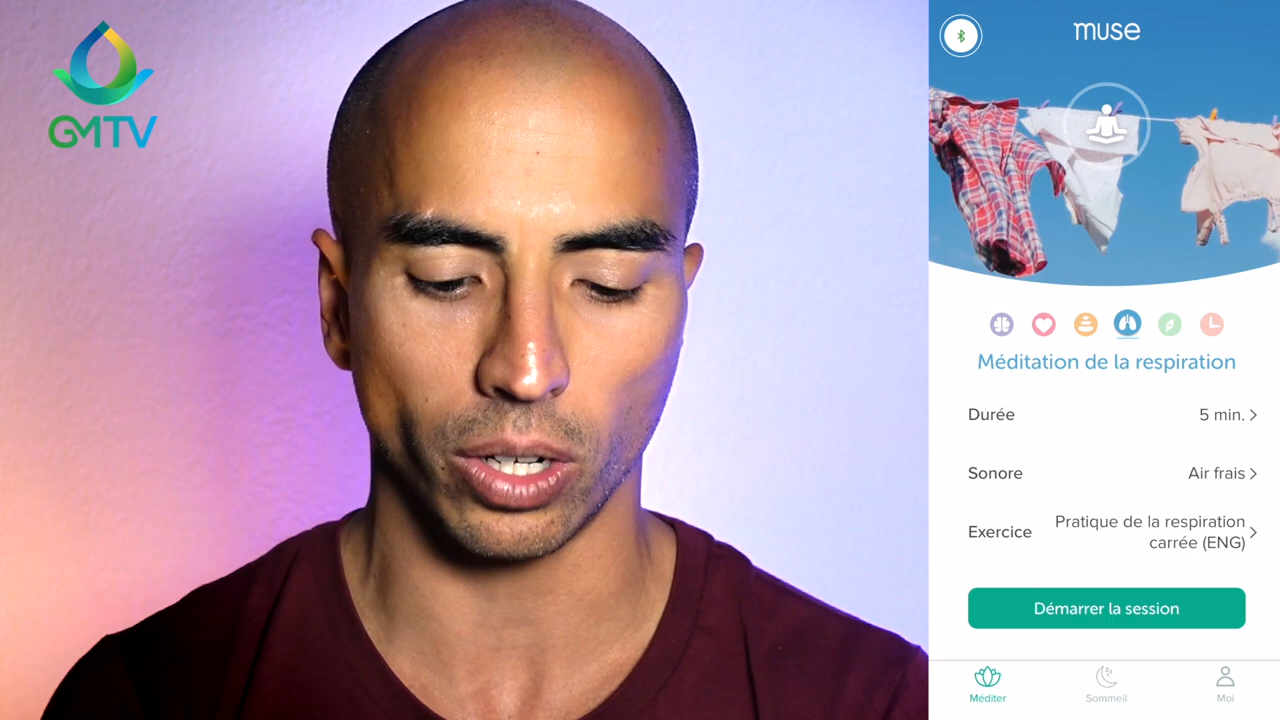 GMTV
muse
Méditation de la respiration
Durée
5 min.
Sonore
Air frais
Exercice
Pratique de la respiration
carrée (ENG)
Démarrer la session
Méditer
Sommeil
Moi